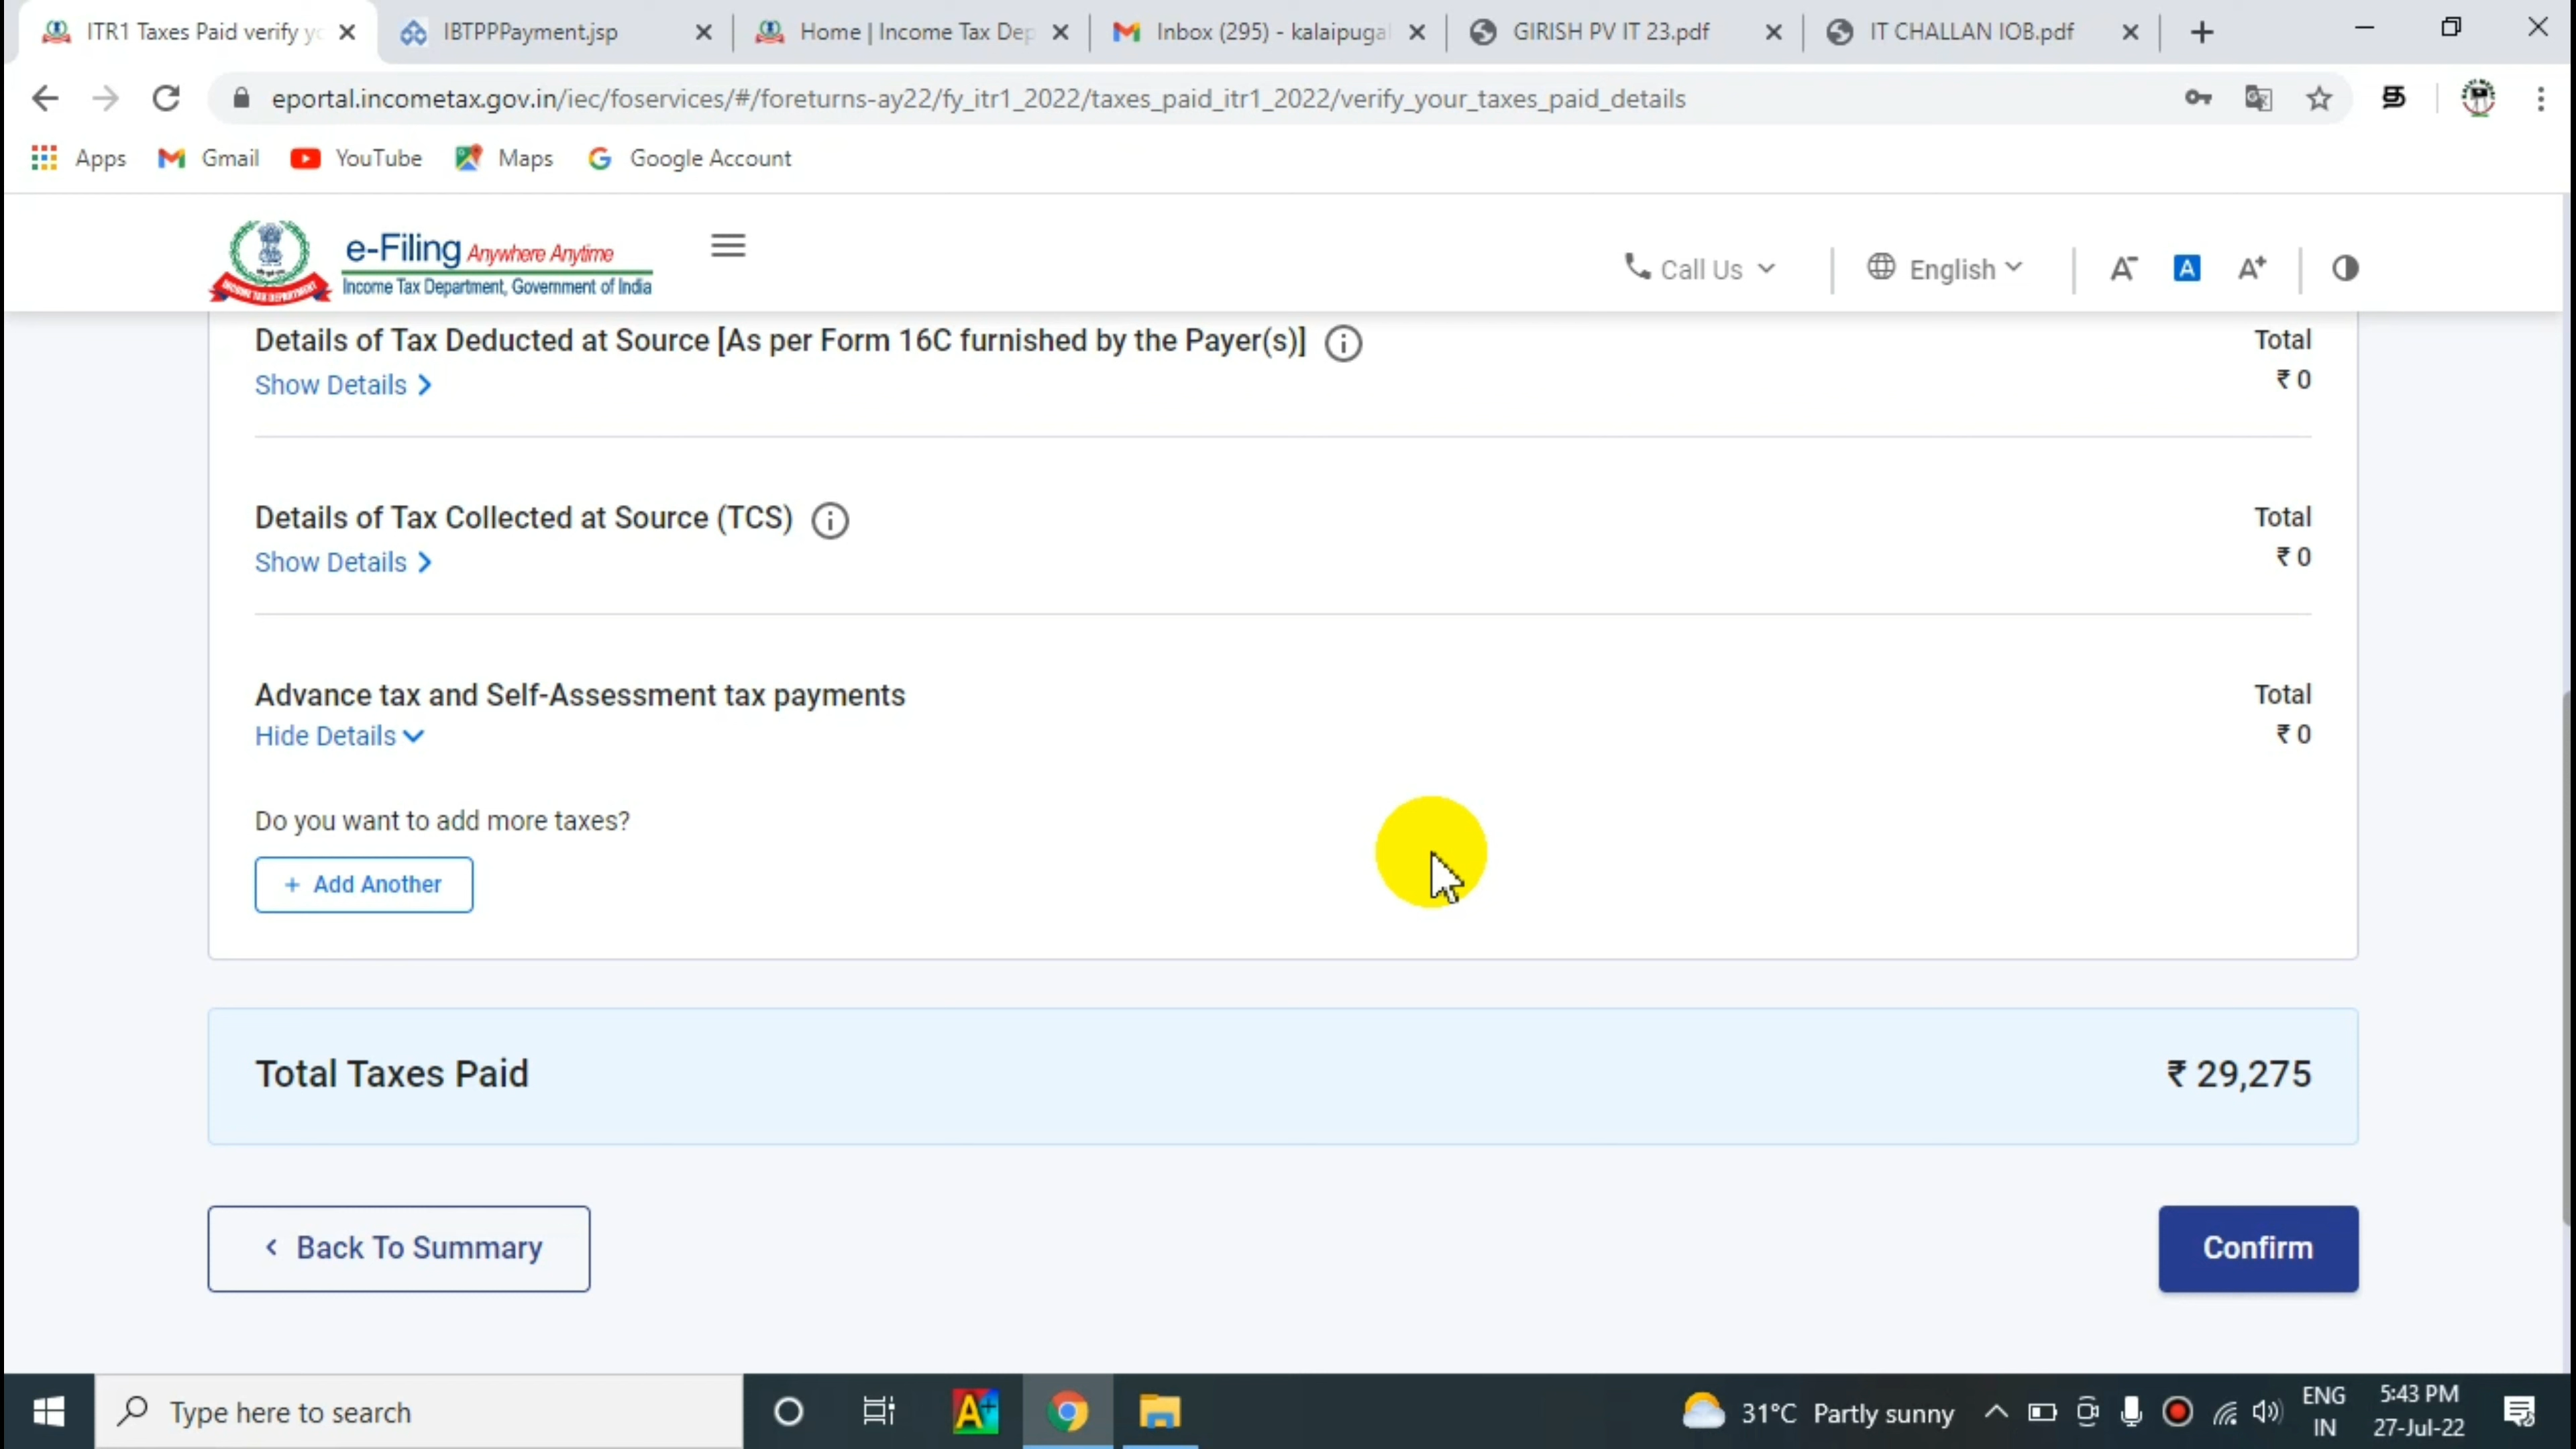 ITR1 Taxes Paid verify yo
IBTPPPayment.jsp
Home | Income Tax Dep
Inbox (295) - kalaipugal
GIRISH PV IT 23.pdf
IT CHALLAN IOB.pdf
eportal.incometax.gov.in/iec/foservices/#/foreturns-ay22/fy_itr1_2022/taxes_paid_itr1_2022/verify_your_taxes_paid_details
Apps
Gmail
YouTube
Maps
Google Account
e-Filing Anywhere Anytime
Income Tax Department, Government of India
INCOME TAX DEPARTMENT
Call Us
English
A-
A
A+
Details of Tax Deducted at Source [As per Form 16C furnished by the Payer(s)]
Total
Show Details
₹ 0
Details of Tax Collected at Source (TCS)
Total
Show Details
₹ 0
Advance tax and Self-Assessment tax payments
Total
Hide Details
₹ 0
Do you want to add more taxes?
+ Add Another
Total Taxes Paid
₹ 29,275
< Back To Summary
Confirm
Type here to search
A+
31°C Partly sunny
ENG
IN
5:43 PM
27-Jul-22